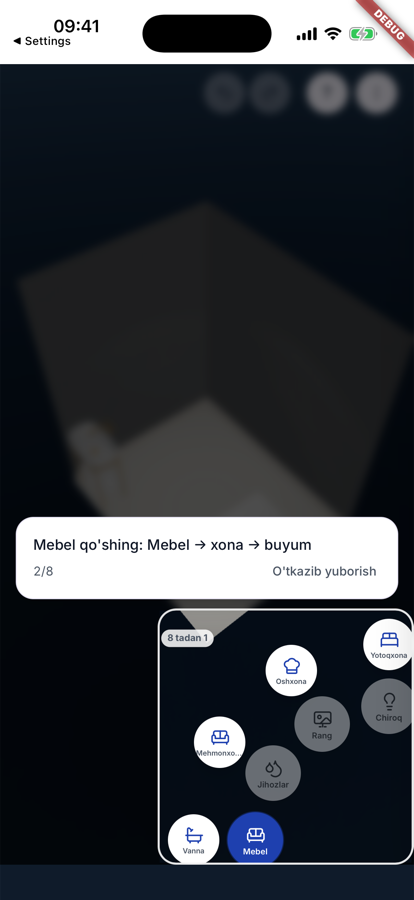 09:41
◀ Settings
DEBUG
Mebel qo'shing: Mebel → xona → buyum
2/8
O'tkazib yuborish
8 tadan 1
Yotoqxona
Oshxona
Chiroq
Rang
Mehmonxo...
Jihozlar
Vanna
Mebel